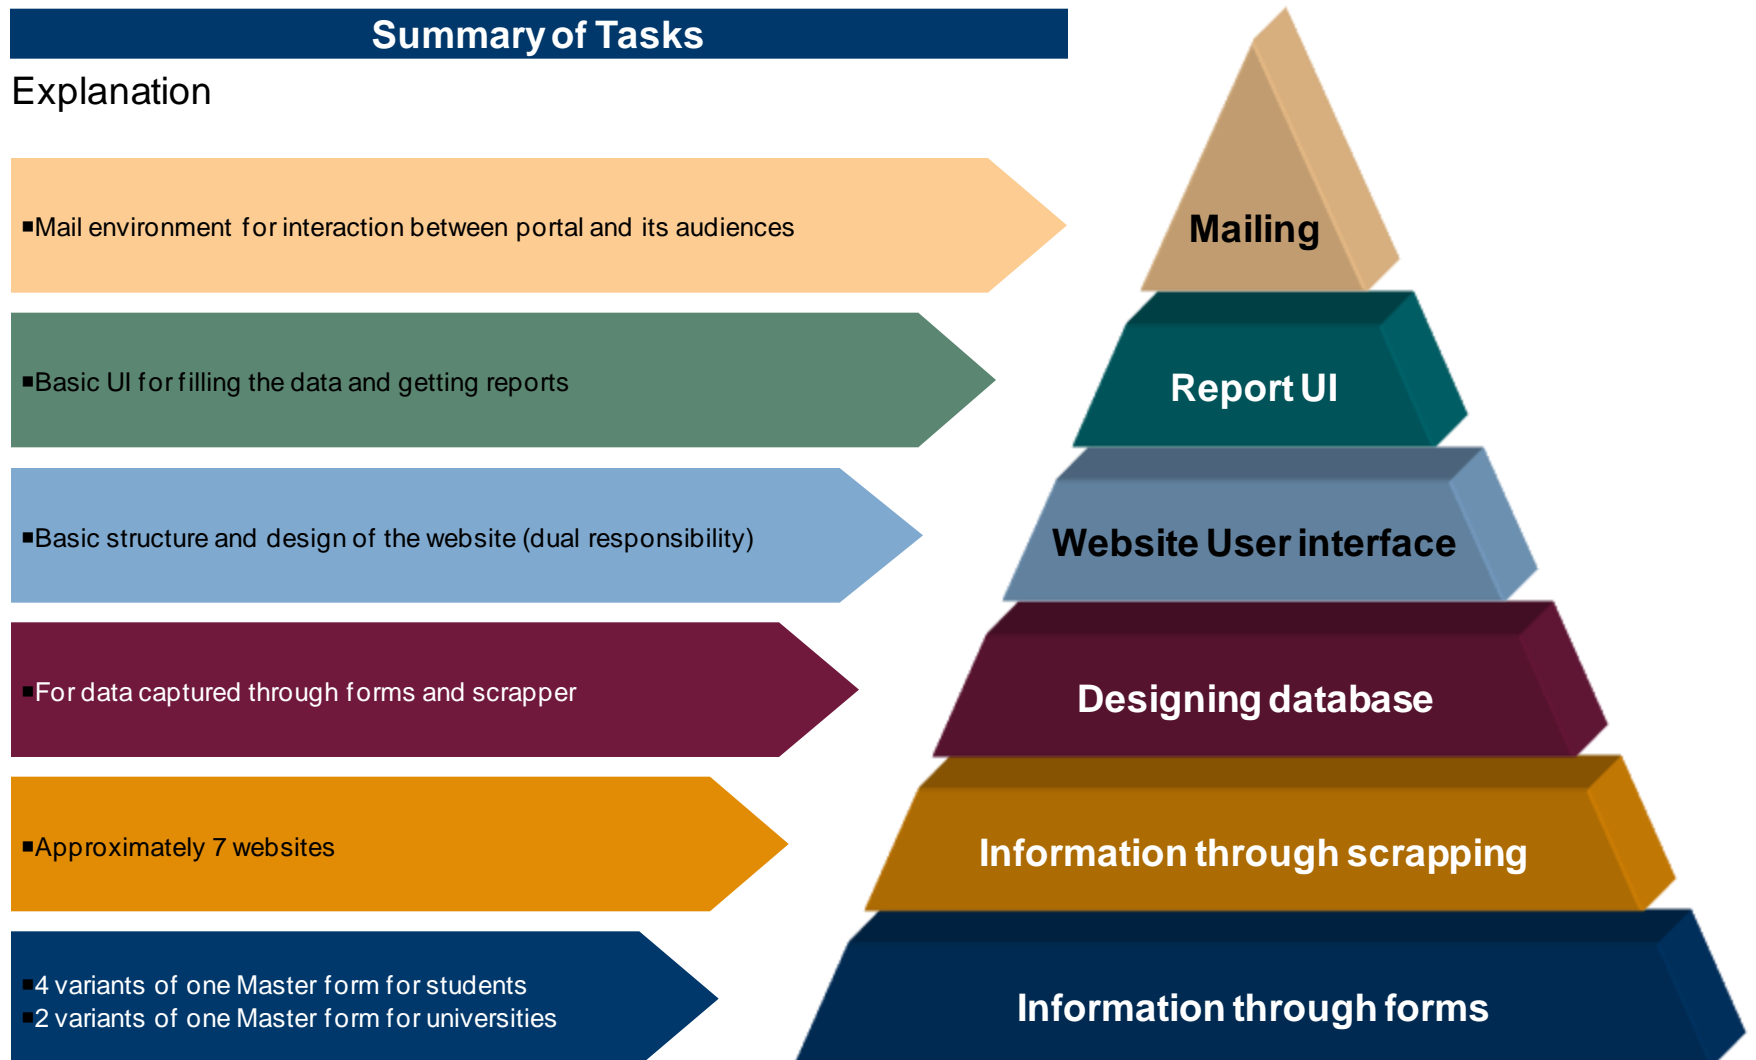 Summary of Tasks
Explanation
▪Mail environment for interaction between portal and its audiences
Mailing
▪Basic UI for filling the data and getting reports
Report UI
▪Basic structure and design of the website (dual responsibility)
Website User interface
▪For data captured through forms and scrapper
Designing database
▪Approximately 7 websites
Information through scrapping
▪4 variants of one Master form for students
▪2 variants of one Master form for universities
Information through forms